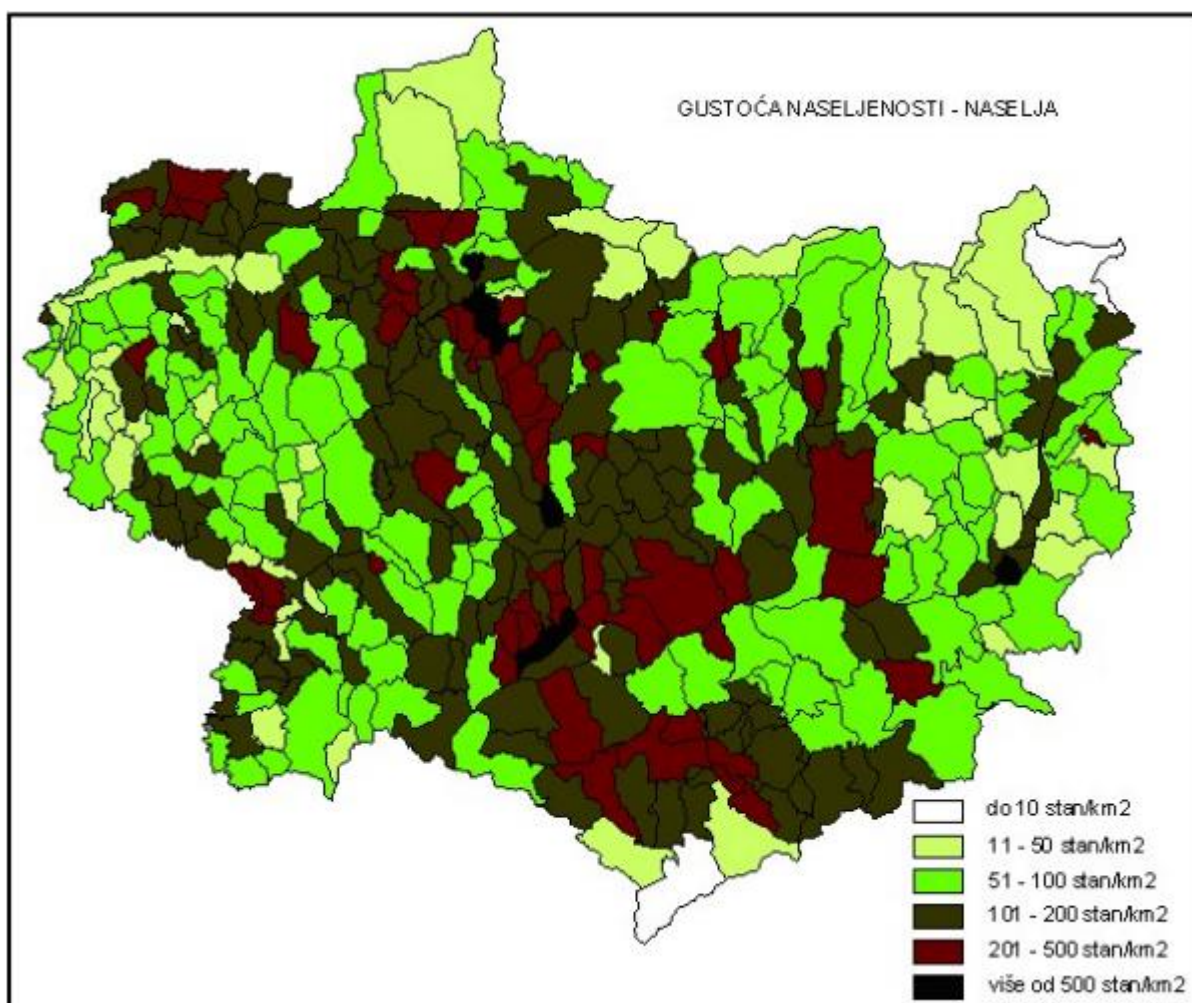 GUSTOĆA NASELJENOSTI - NASELJA
do 10 stan/km2
11 - 50 stan/km2
51 - 100 stan/km2
101 - 200 stan/km2
201 - 500 stan/km2
više od 500 stan/km2